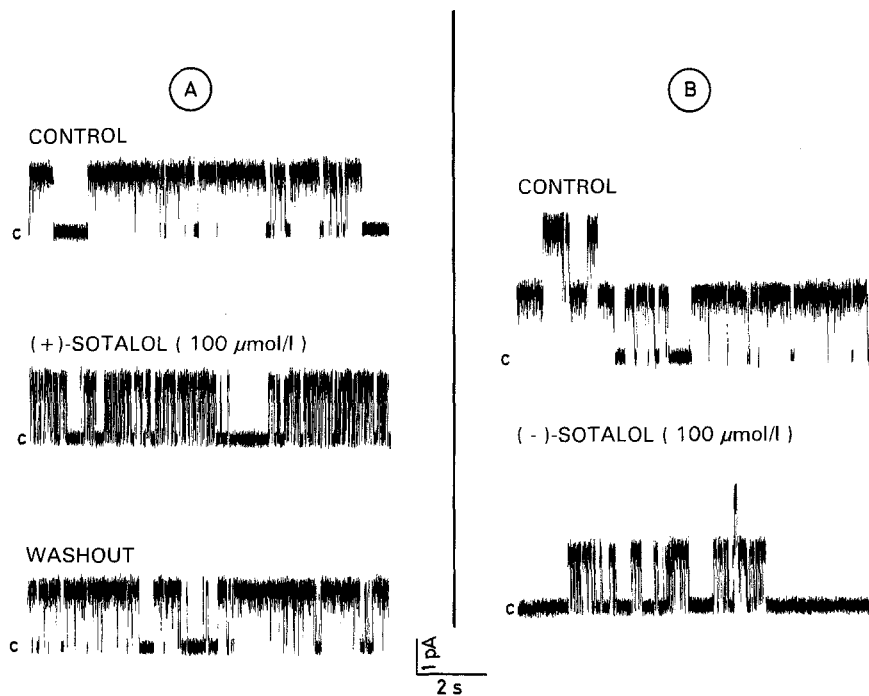 A
CONTROL
c
(+)-SOTALOL ( 100 µmol/l )
c
WASHOUT
c
B
CONTROL
c
( - )-SOTALOL ( 100 µmol/l )
c
1 pA
2 s